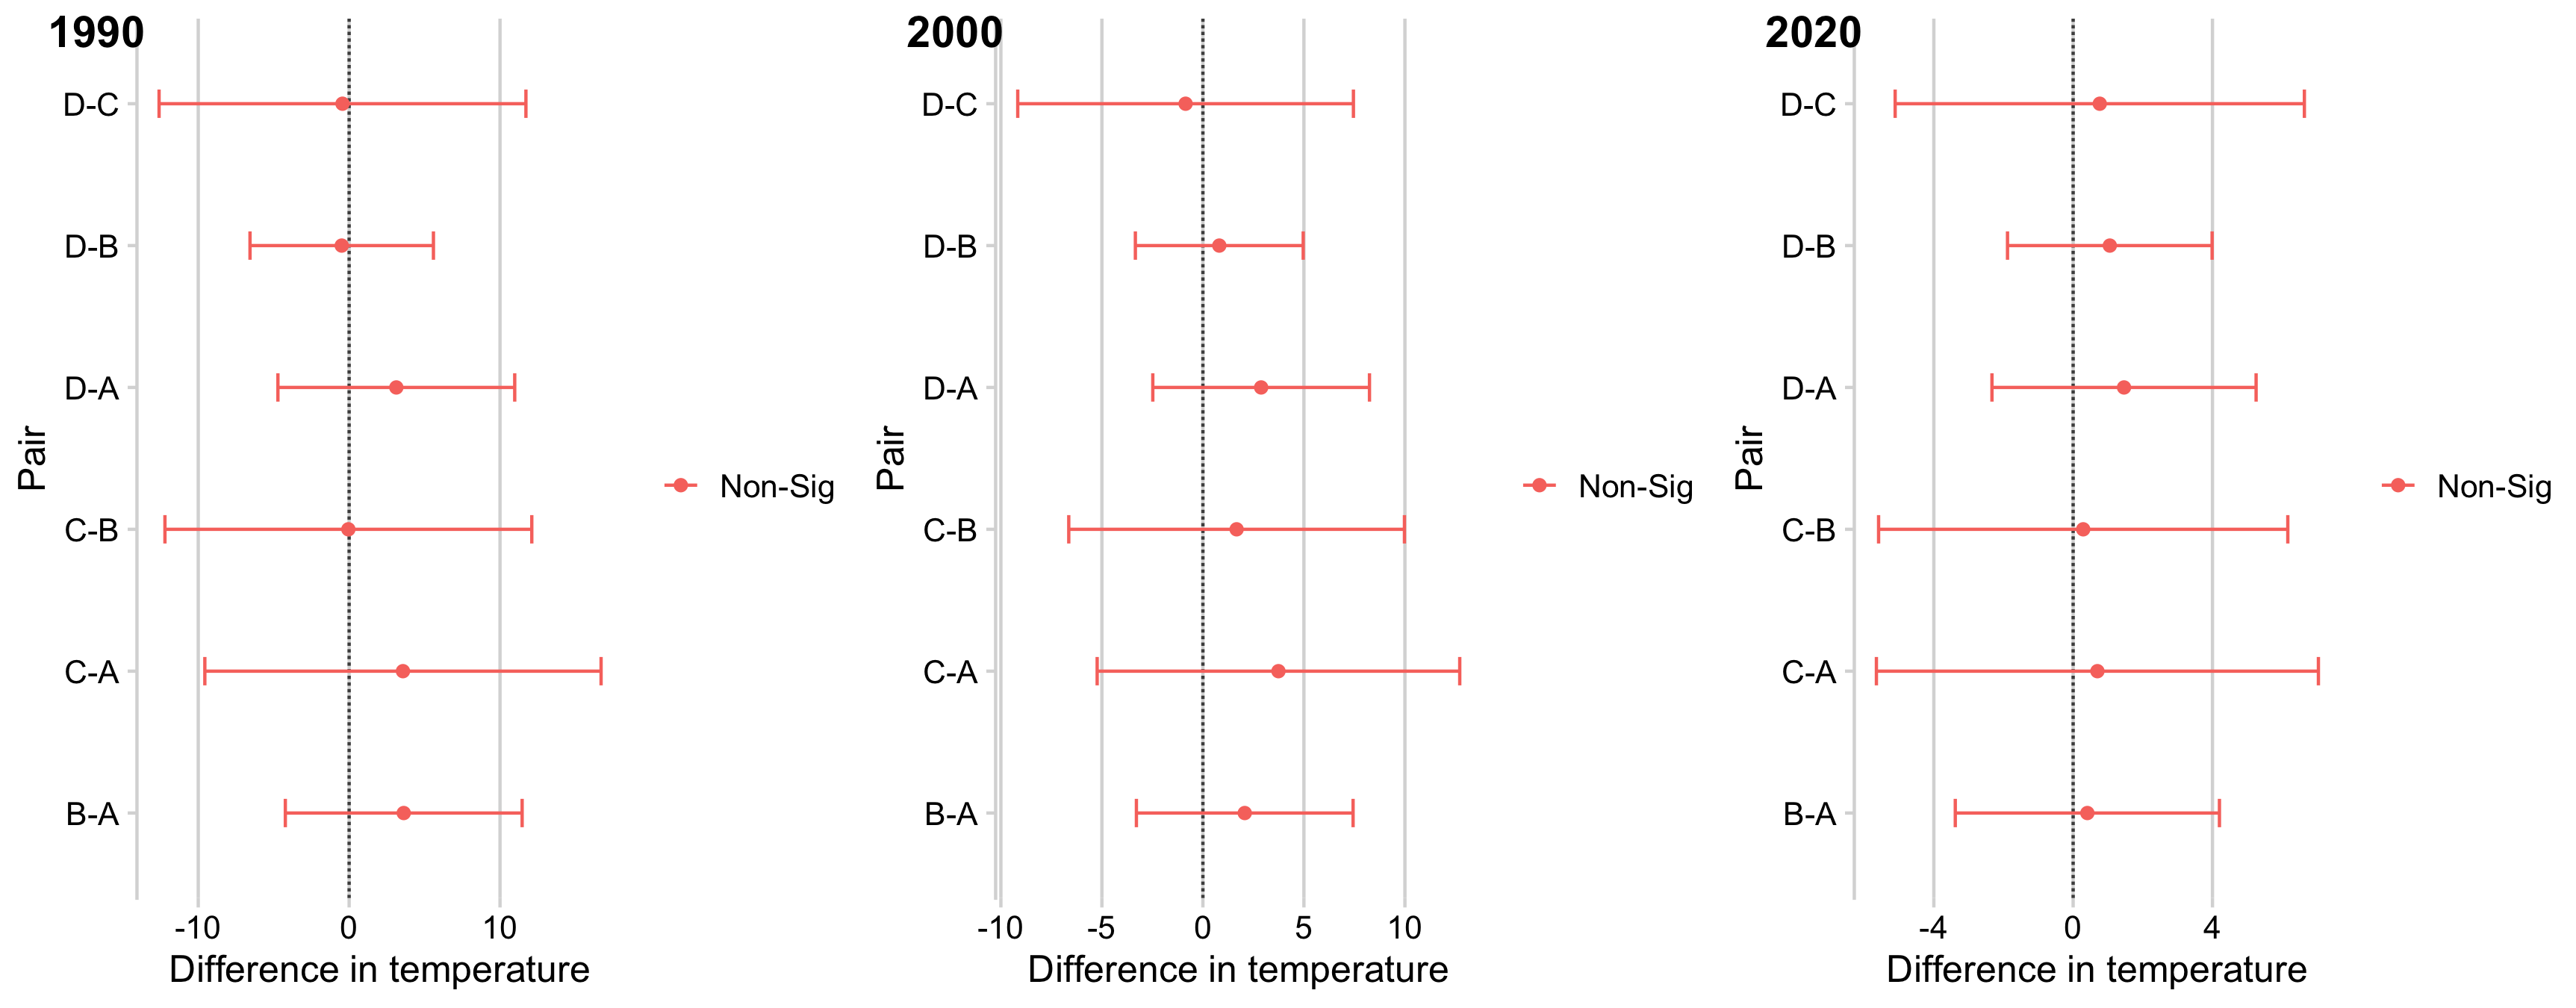 1990
D-C
D-B
D-A
C-B
C-A
B-A
Pair
-10 0 10
Difference in temperature
Non-Sig
2000
D-C
D-B
D-A
C-B
C-A
B-A
Pair
-10 -5 0 5 10
Difference in temperature
Non-Sig
2020
D-C
D-B
D-A
C-B
C-A
B-A
Pair
-4 0 4
Difference in temperature
Non-Sig